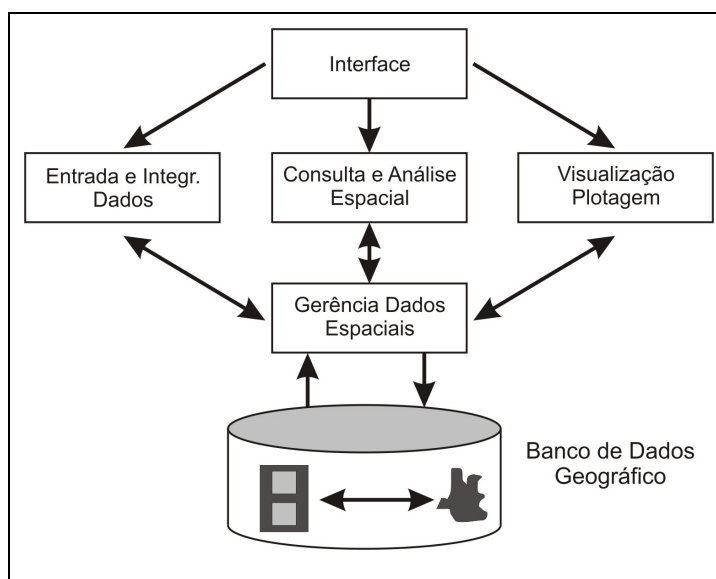 Interface
Entrada e Integr.
Dados
Consulta e Análise
Espacial
Visualização
Plotagem
Gerência Dados
Espaciais
Banco de Dados
Geográfico